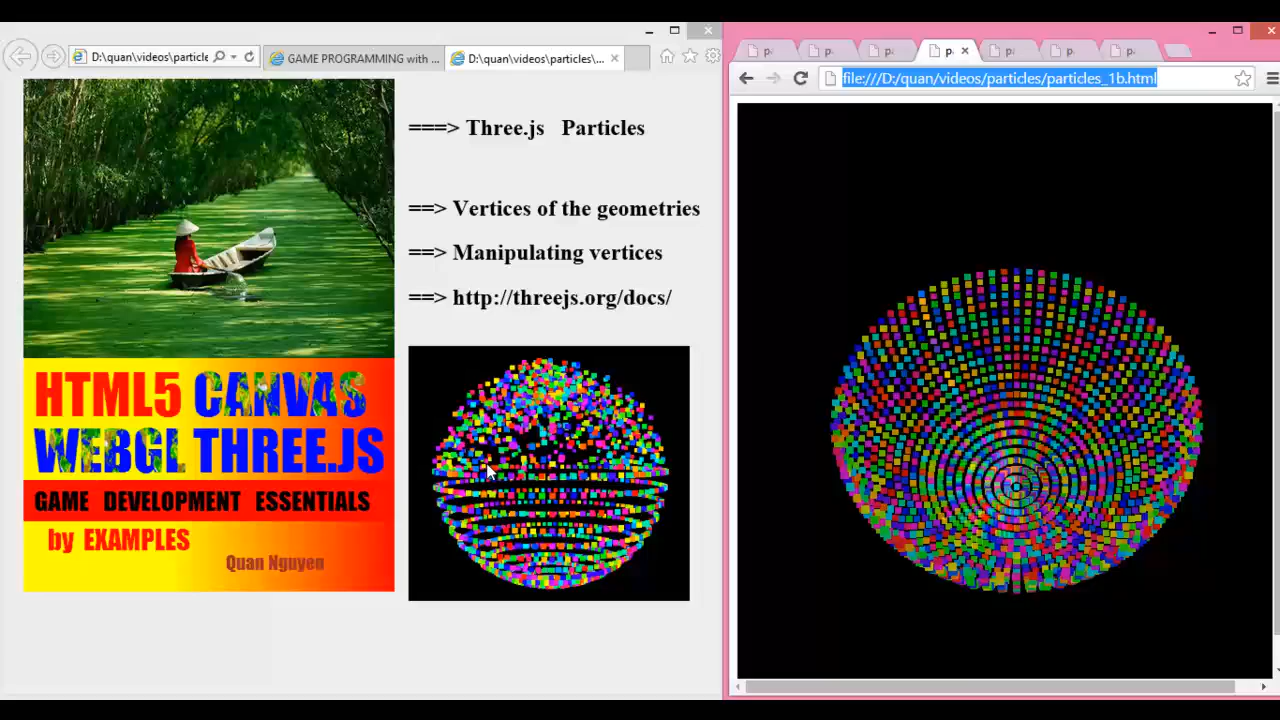 D:\quan\videos\particle
GAME PROGRAMMING with ...
D:\quan\videos\particles\...
===> Three.js Particles
==> Vertices of the geometries
==> Manipulating vertices
==> http://threejs.org/docs/
HTML5 CANVAS
WEBGL THREE.JS
GAME DEVELOPMENT ESSENTIALS
by EXAMPLES
Quan Nguyen
file:///D:/quan/videos/particles/particles_1b.html